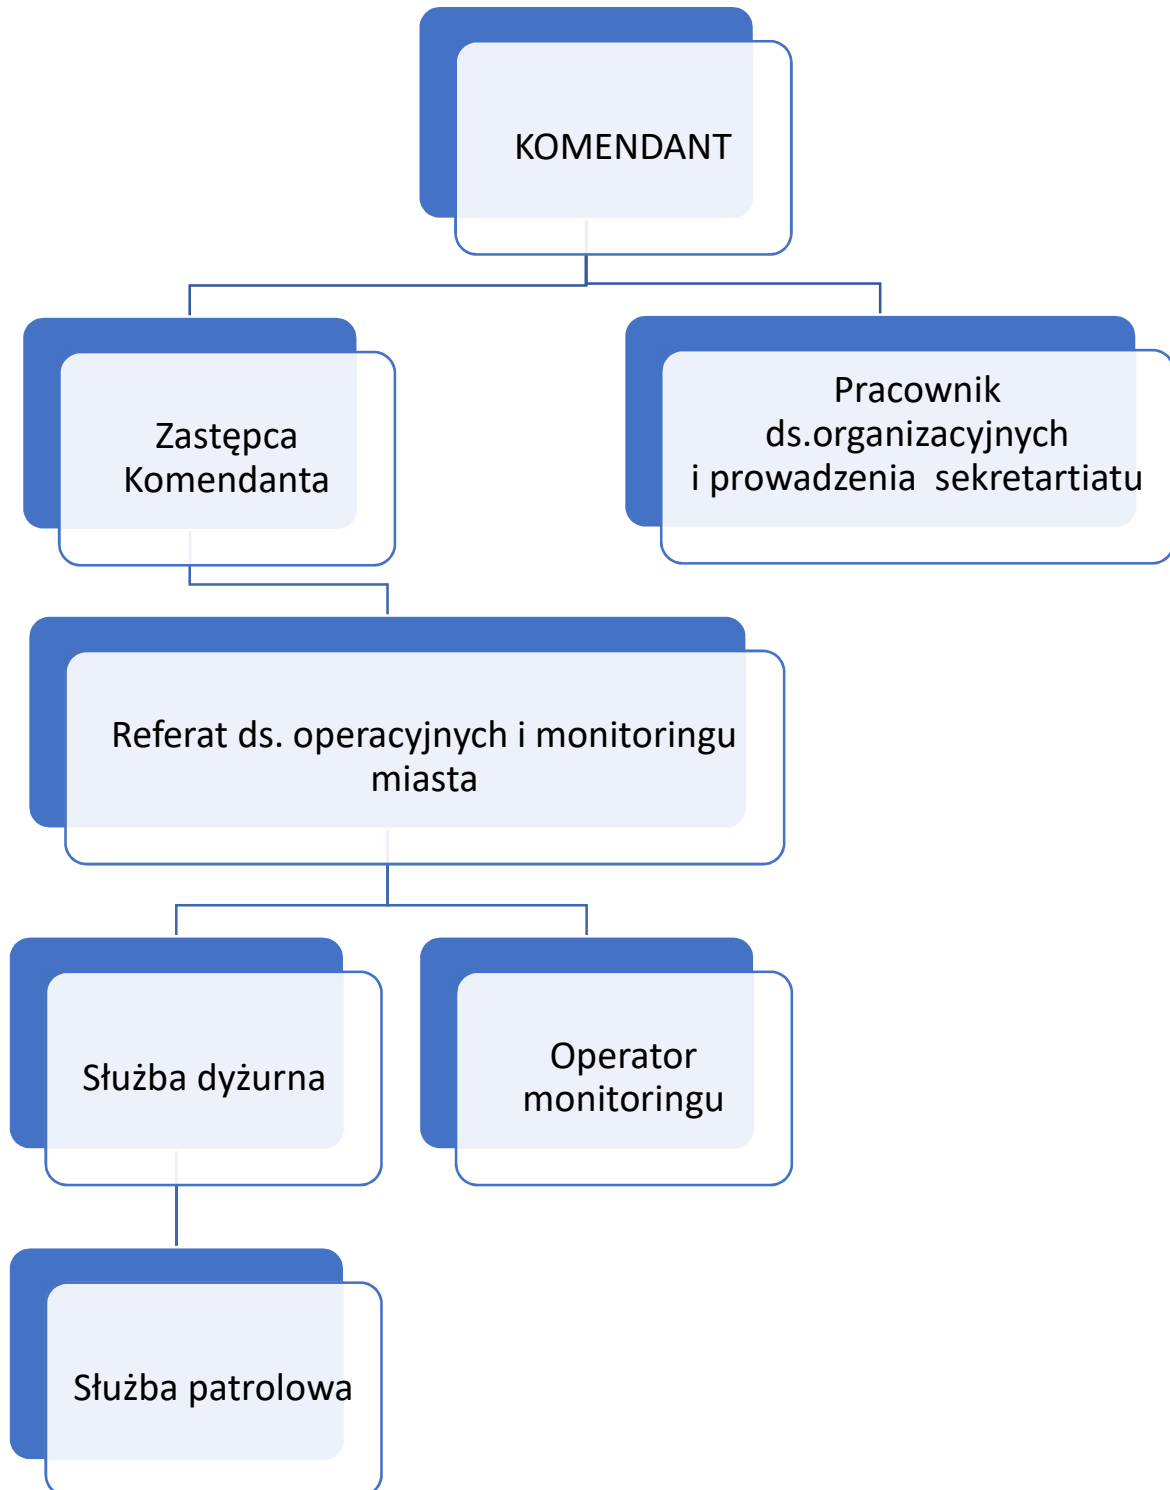 KOMENDANT
Zastępca
Komendanta
Pracownik
ds.organizacyjnych
i prowadzenia  sekretartiatu
Referat ds. operacyjnych i monitoringu
miasta
Służba dyżurna
Operator
monitoringu
Służba patrolowa